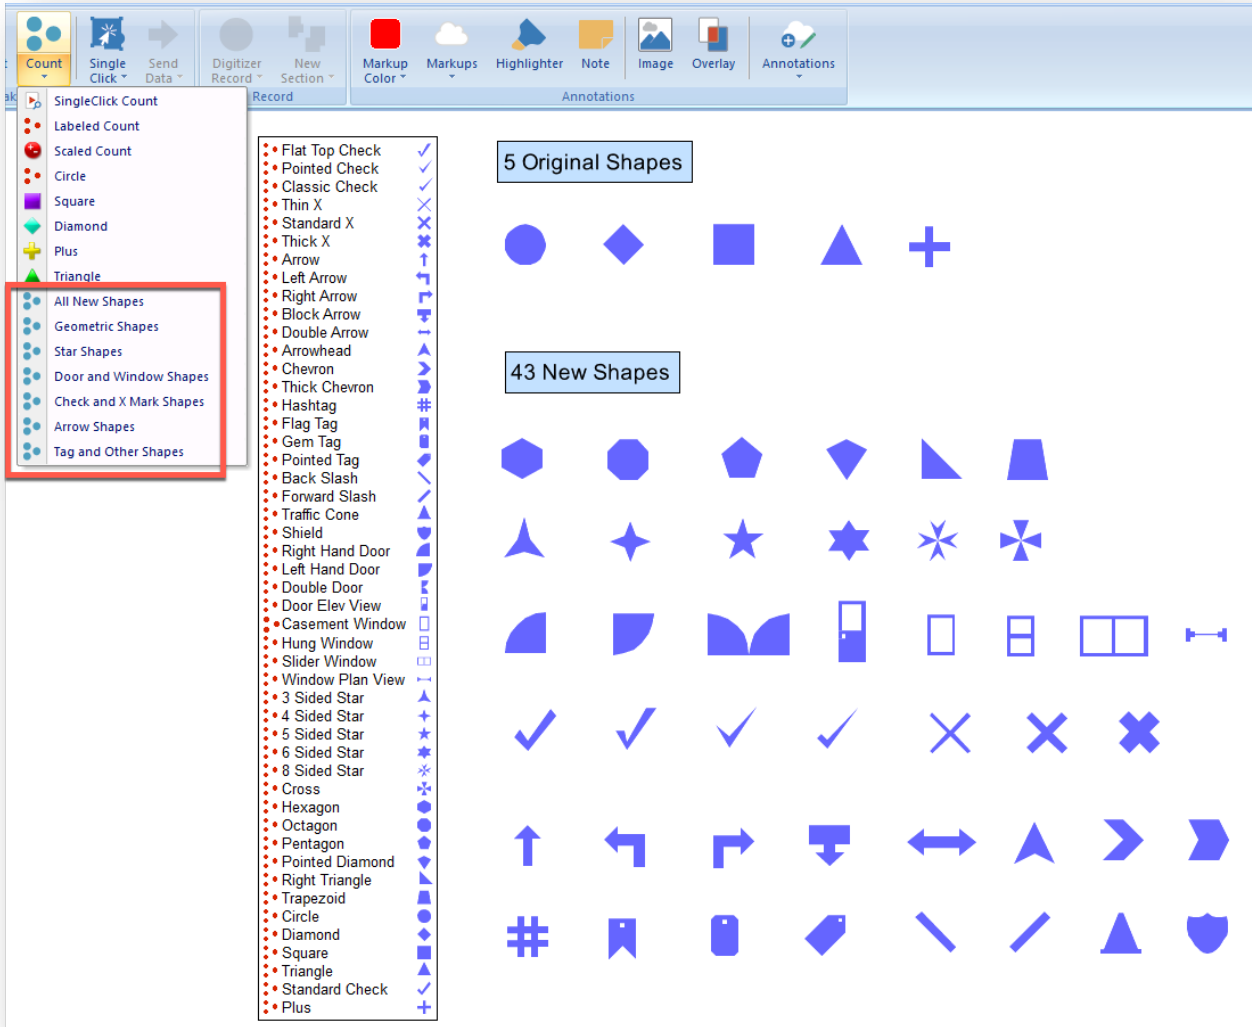 Count
Single
Click
Send
Data
Digitizer
Record
New
Section
Markup
Color
Markups
Highlighter
Note
Image
Overlay
Annotations
Record
Annotations
SingleClick Count
Labeled Count
Scaled Count
Circle
Square
Diamond
Plus
Triangle
All New Shapes
Geometric Shapes
Star Shapes
Door and Window Shapes
Check and X Mark Shapes
Arrow Shapes
Tag and Other Shapes
Flat Top Check
Pointed Check
Classic Check
Thin X
Standard X
Thick X
Arrow
Left Arrow
Right Arrow
Block Arrow
Double Arrow
Arrowhead
Chevron
Thick Chevron
Hashtag
Flag Tag
Gem Tag
Pointed Tag
Back Slash
Forward Slash
Traffic Cone
Shield
Right Hand Door
Left Hand Door
Double Door
Door Elev View
Casement Window
Hung Window
Slider Window
Window Plan View
3 Sided Star
4 Sided Star
5 Sided Star
6 Sided Star
8 Sided Star
Cross
Hexagon
Octagon
Pentagon
Pointed Diamond
Right Triangle
Trapezoid
Circle
Diamond
Square
Triangle
Standard Check
Plus
5 Original Shapes
43 New Shapes